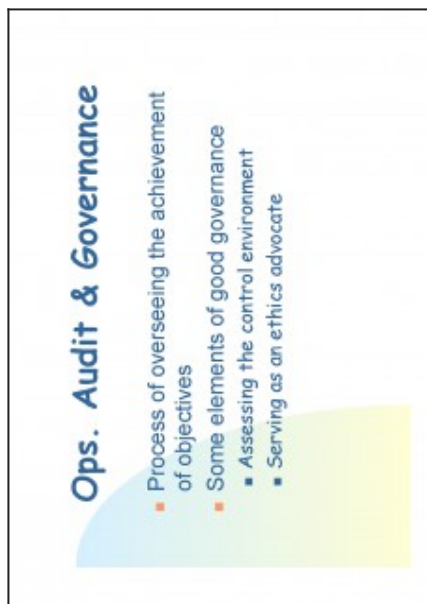 Ops. Audit & Governance
Process of overseeing the achievement
of objectives
Some elements of good governance
Assessing the control environment
Serving as an ethics advocate